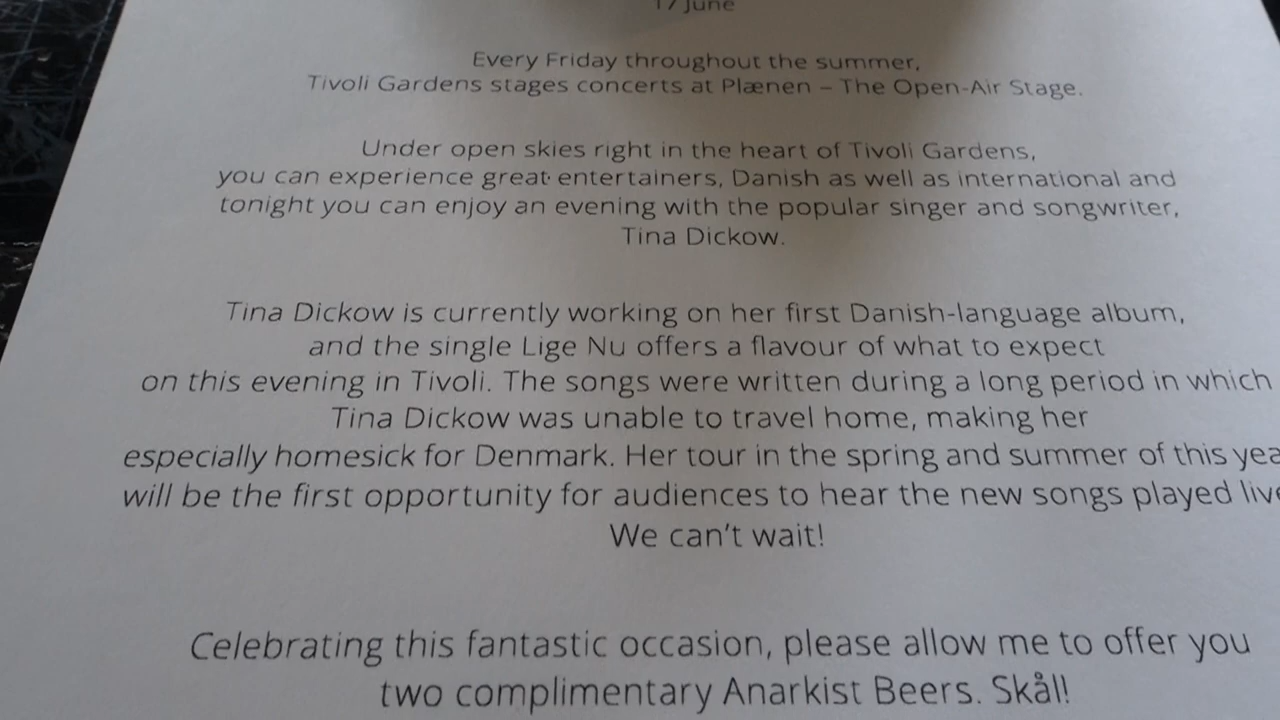 17 June
Every Friday throughout the summer,
Tivoli Gardens stages concerts at Plænen – The Open-Air Stage.
Under open skies right in the heart of Tivoli Gardens,
you can experience great entertainers, Danish as well as international and
tonight you can enjoy an evening with the popular singer and songwriter,
Tina Dickow.
Tina Dickow is currently working on her first Danish-language album,
and the single Lige Nu offers a flavour of what to expect
on this evening in Tivoli. The songs were written during a long period in which
Tina Dickow was unable to travel home, making her
especially homesick for Denmark. Her tour in the spring and summer of this yea
will be the first opportunity for audiences to hear the new songs played live
We can't wait!
Celebrating this fantastic occasion, please allow me to offer you
two complimentary Anarkist Beers. Skål!